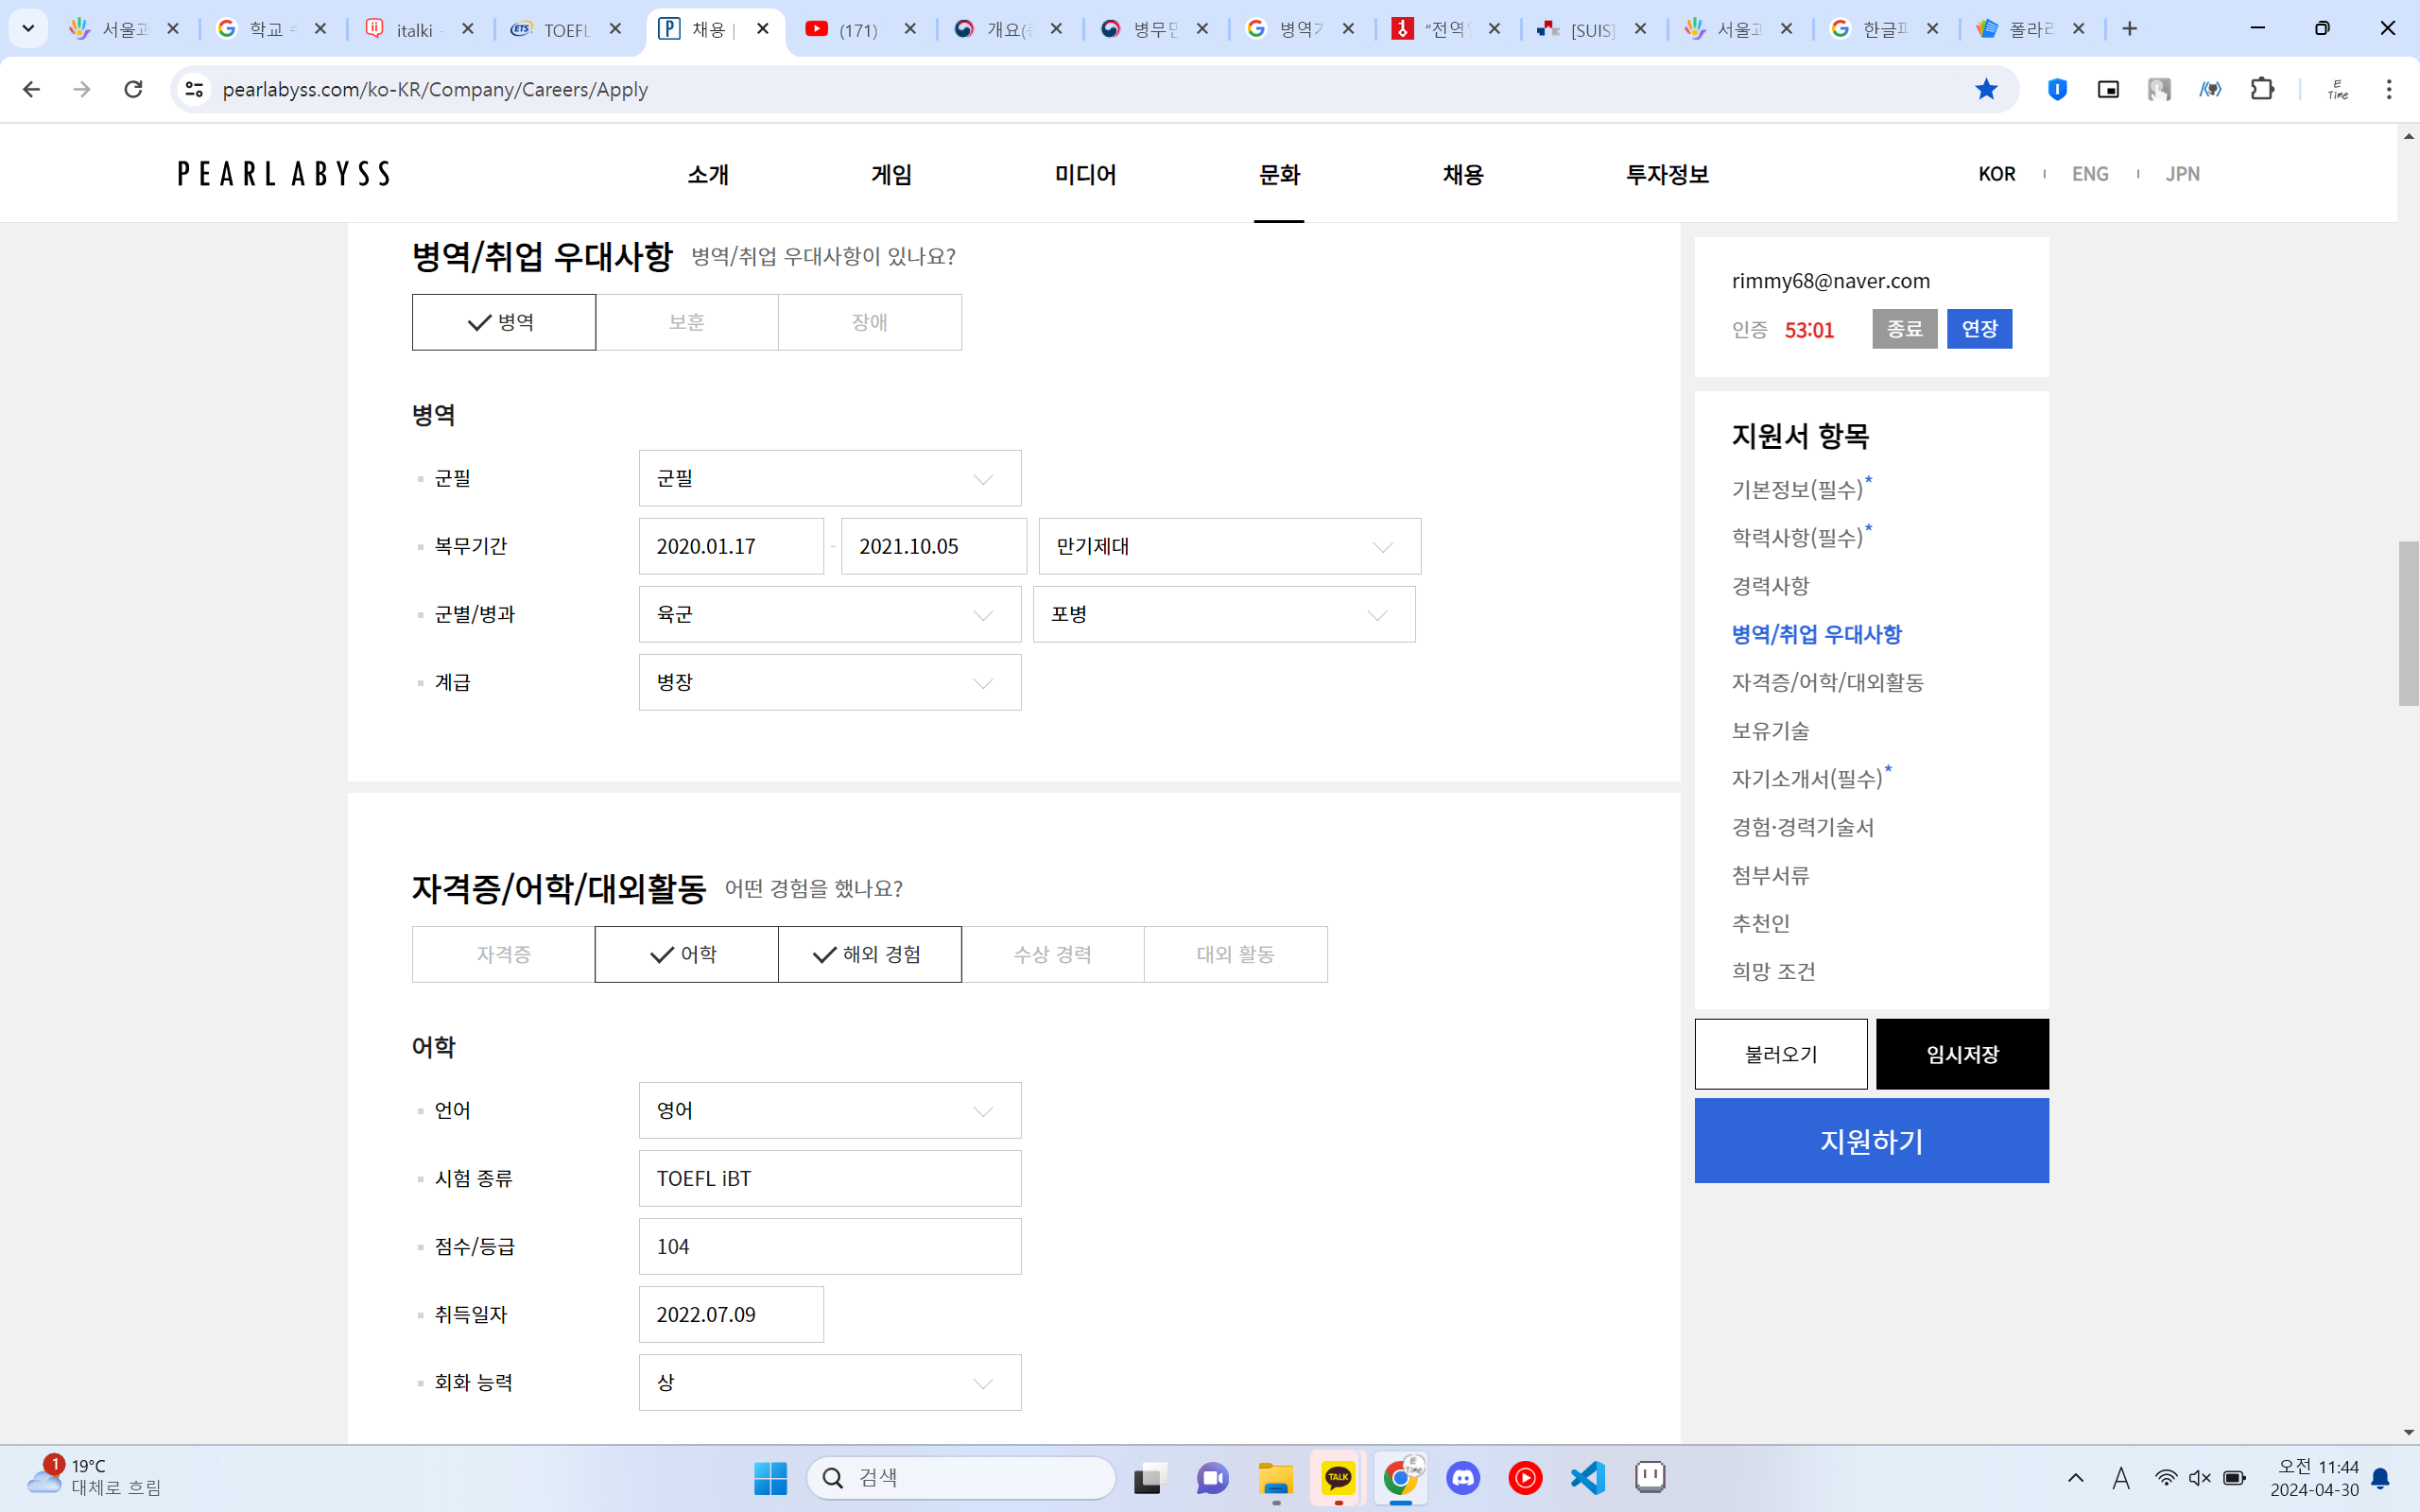 서울고
학교
italki
TOEFL
채용 |
(171)
개요(
병무민
병역
"전역
[SUIS]
서울고
한글
폴라리
pearlabyss.com/ko-KR/Company/Careers/Apply
E Time
PEARL ABYSS
소개
게임
미디어
문화
채용
투자정보
KOR
ENG
JPN
병역/취업 우대사항 병역/취업 우대사항이 있나요?
병역
보훈
장애
병역
군필
군필
복무기간
2020.01.17 - 2021.10.05
만기제대
군별/병과
육군
포병
계급
병장
자격증/어학/대외활동 어떤 경험을 했나요?
자격증
어학
해외 경험
수상 경력
대외 활동
어학
언어
영어
시험 종류
TOEFL iBT
점수/등급
104
취득일자
2022.07.09
회화 능력
상
rimmy68@naver.com
인증 53:01
종료
연장
지원서 항목
기본정보(필수)*
학력사항(필수)*
경력사항
병역/취업 우대사항
자격증/어학/대외활동
보유기술
자기소개서(필수)*
경험·경력기술서
첨부서류
추천인
희망 조건
불러오기
임시저장
지원하기
1
19°C
대체로 흐림
검색
TALK
A
오전 11:44
2024-04-30